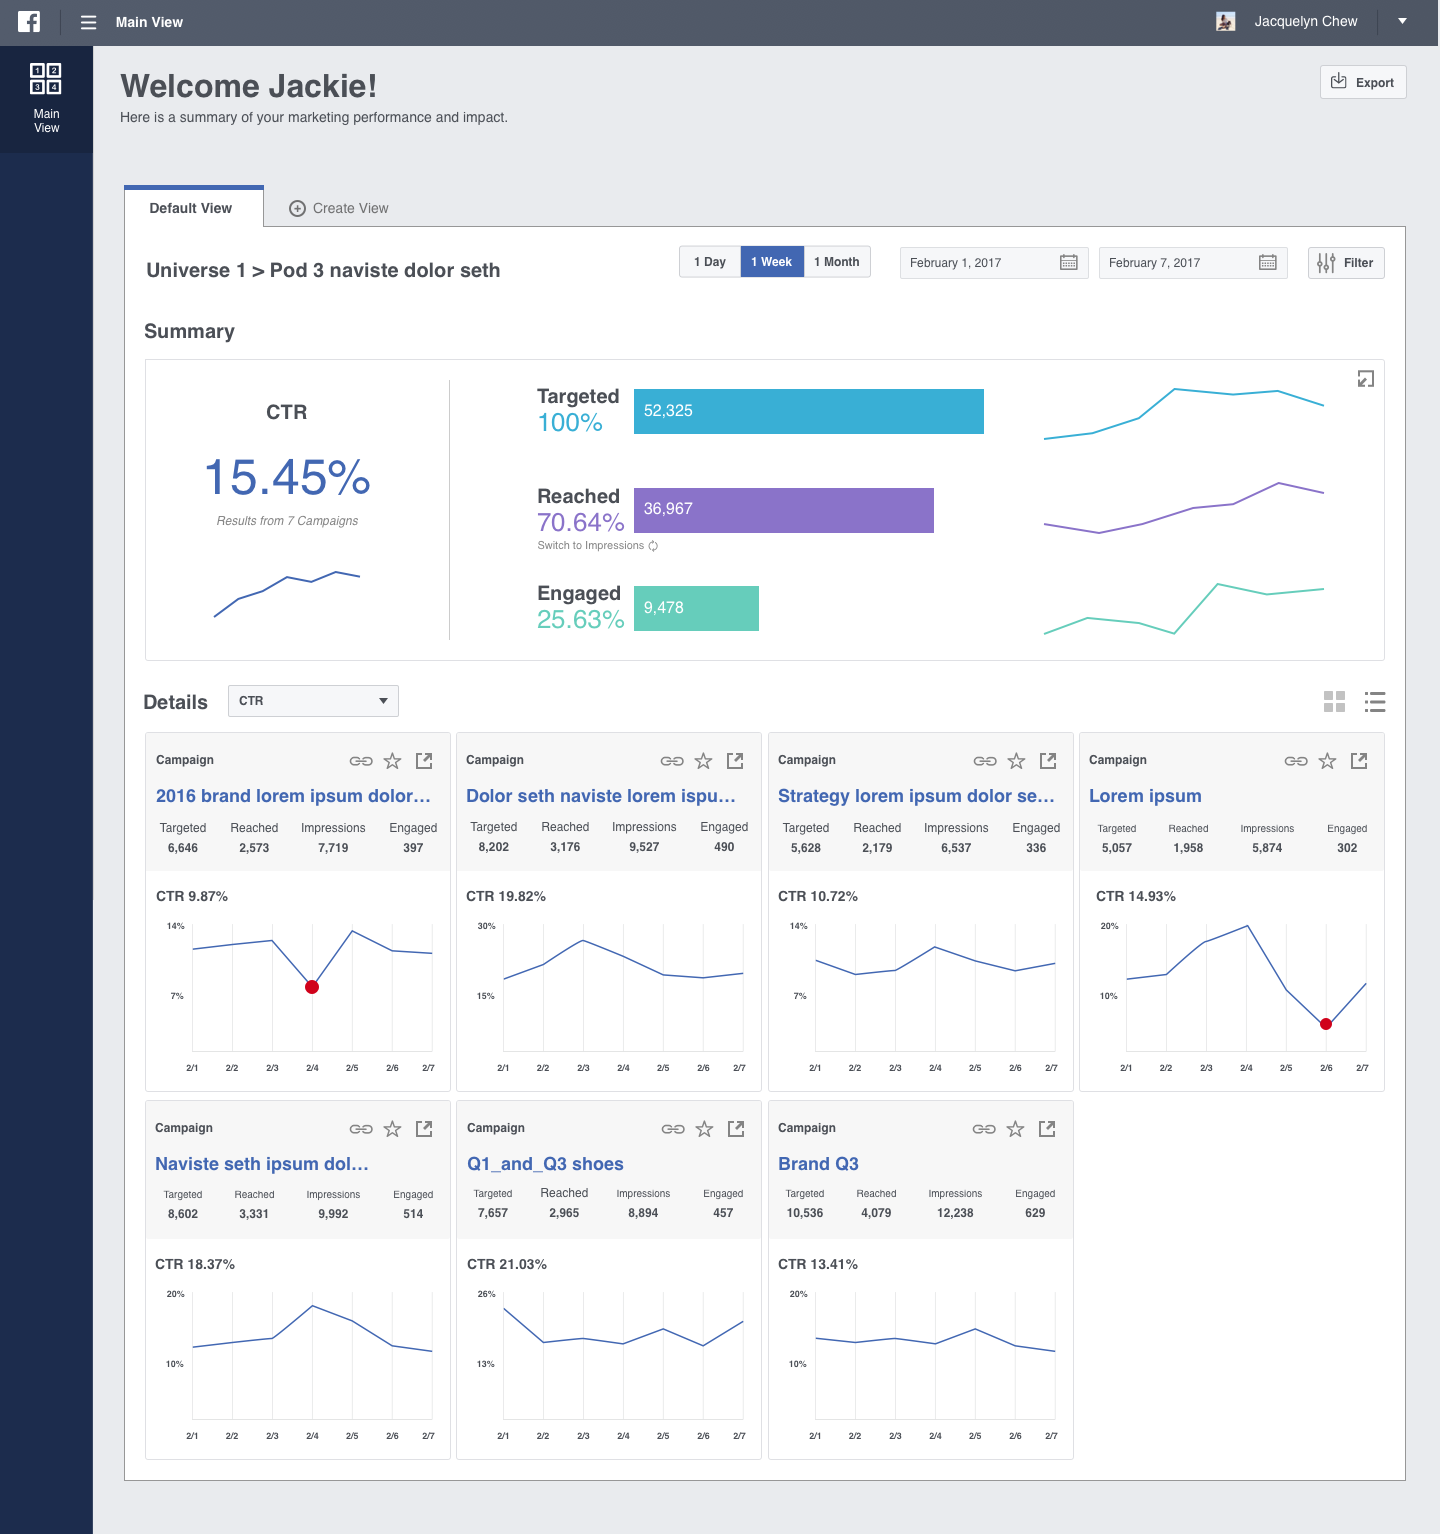 Main View
Jacquelyn Chew
1 2
3 4
Main
View
Welcome Jackie!
Here is a summary of your marketing performance and impact.
Export
Default View
Create View
Universe 1 > Pod 3 naviste dolor seth
1 Day 1 Week 1 Month
February 1, 2017
February 7, 2017
Filter
Summary
CTR
15.45%
Results from 7 Campaigns
Targeted
100%
52,325
Reached
70.64%
36,967
Switch to Impressions
Engaged
25.63%
9,478
Details
CTR
Campaign
2016 brand lorem ipsum dolor...
Targeted Reached Impressions Engaged
6,646 2,573 7,719 397
CTR 9.87%
14%
7%
2/1 2/2 2/3 2/4 2/5 2/6 2/7
Campaign
Dolor seth naviste lorem ispu...
Targeted Reached Impressions Engaged
8,202 3,176 9,527 490
CTR 19.82%
30%
15%
2/1 2/2 2/3 2/4 2/5 2/6 2/7
Campaign
Strategy lorem ipsum dolor se...
Targeted Reached Impressions Engaged
5,628 2,179 6,537 336
CTR 10.72%
14%
7%
2/1 2/2 2/3 2/4 2/5 2/6 2/7
Campaign
Lorem ipsum
Targeted Reached Impressions Engaged
5,057 1,958 5,874 302
CTR 14.93%
20%
10%
2/1 2/2 2/3 2/4 2/5 2/6 2/7
Campaign
Naviste seth ipsum dol...
Targeted Reached Impressions Engaged
8,602 3,331 9,992 514
CTR 18.37%
20%
10%
2/1 2/2 2/3 2/4 2/5 2/6 2/7
Campaign
Q1_and_Q3 shoes
Targeted Reached Impressions Engaged
7,657 2,965 8,894 457
CTR 21.03%
26%
13%
2/1 2/2 2/3 2/4 2/5 2/6 2/7
Campaign
Brand Q3
Targeted Reached Impressions Engaged
10,536 4,079 12,238 629
CTR 13.41%
20%
10%
2/1 2/2 2/3 2/4 2/5 2/6 2/7